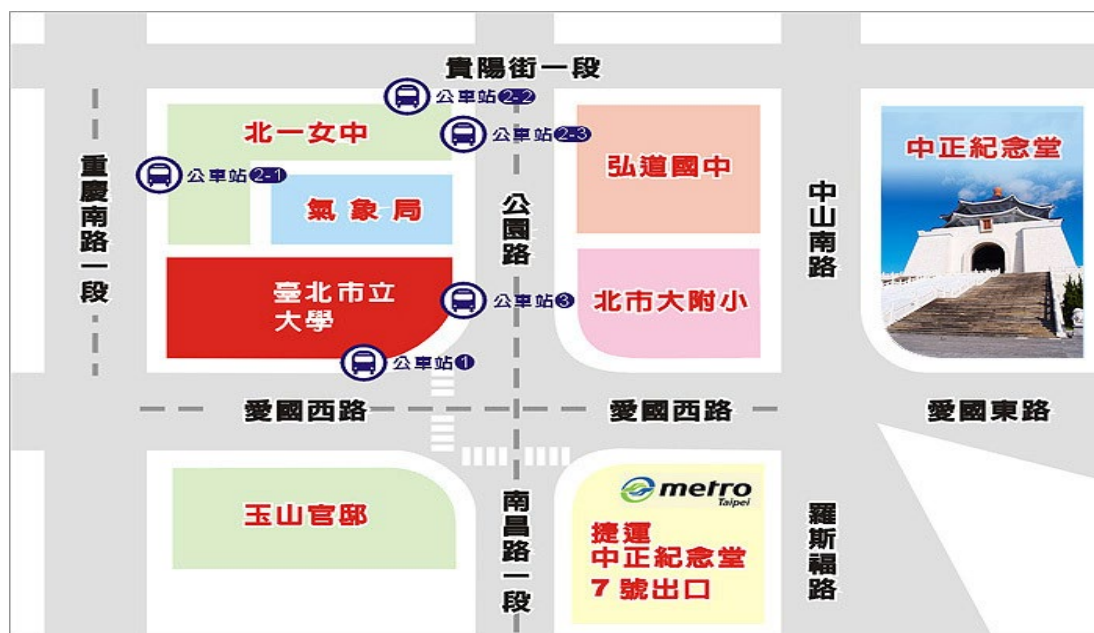 貴陽街一段
公車站2-2
北一女中
公車站2-3
弘道國中
中正紀念堂
公車站2-1
氣象局
重慶南路一段
公園路
中山南路
臺北市立
大學
公車站3
北市大附小
公車站1
愛國西路
愛國西路
愛國東路
玉山官邸
南昌路一段
metro
Taipei
捷運
中正紀念堂
7號出口
羅斯福路